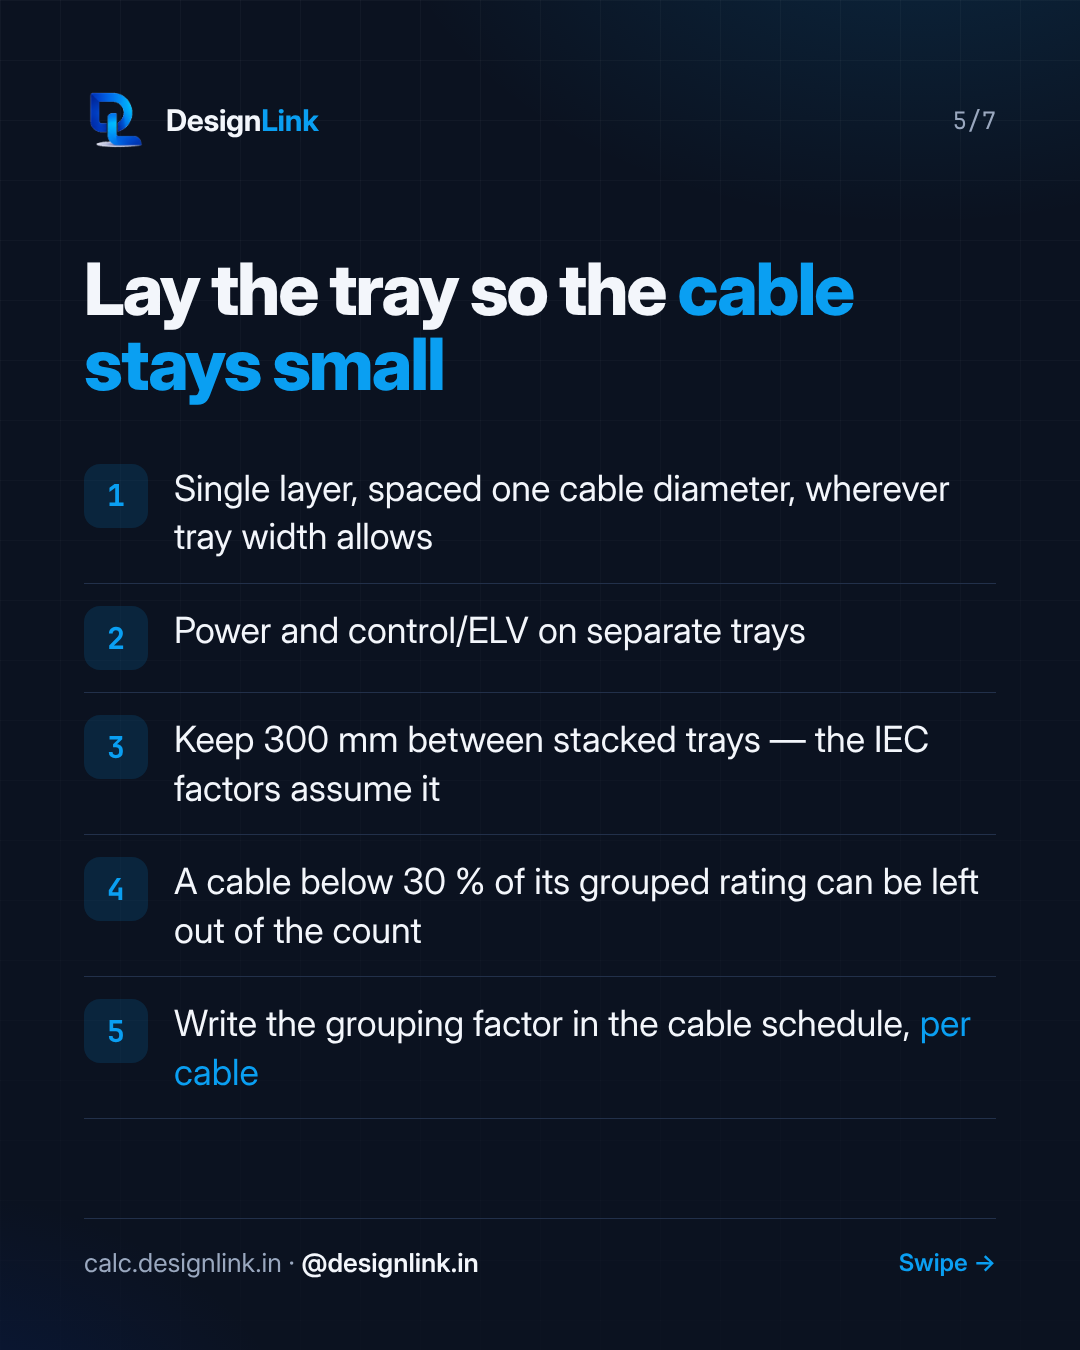 DesignLink
5/7
Lay the tray so the cable
stays small
1
Single layer, spaced one cable diameter, wherever
tray width allows
2
Power and control/ELV on separate trays
3
Keep 300 mm between stacked trays — the IEC
factors assume it
4
A cable below 30 % of its grouped rating can be left
out of the count
5
Write the grouping factor in the cable schedule, per
cable
calc.designlink.in · @designlink.in
Swipe →